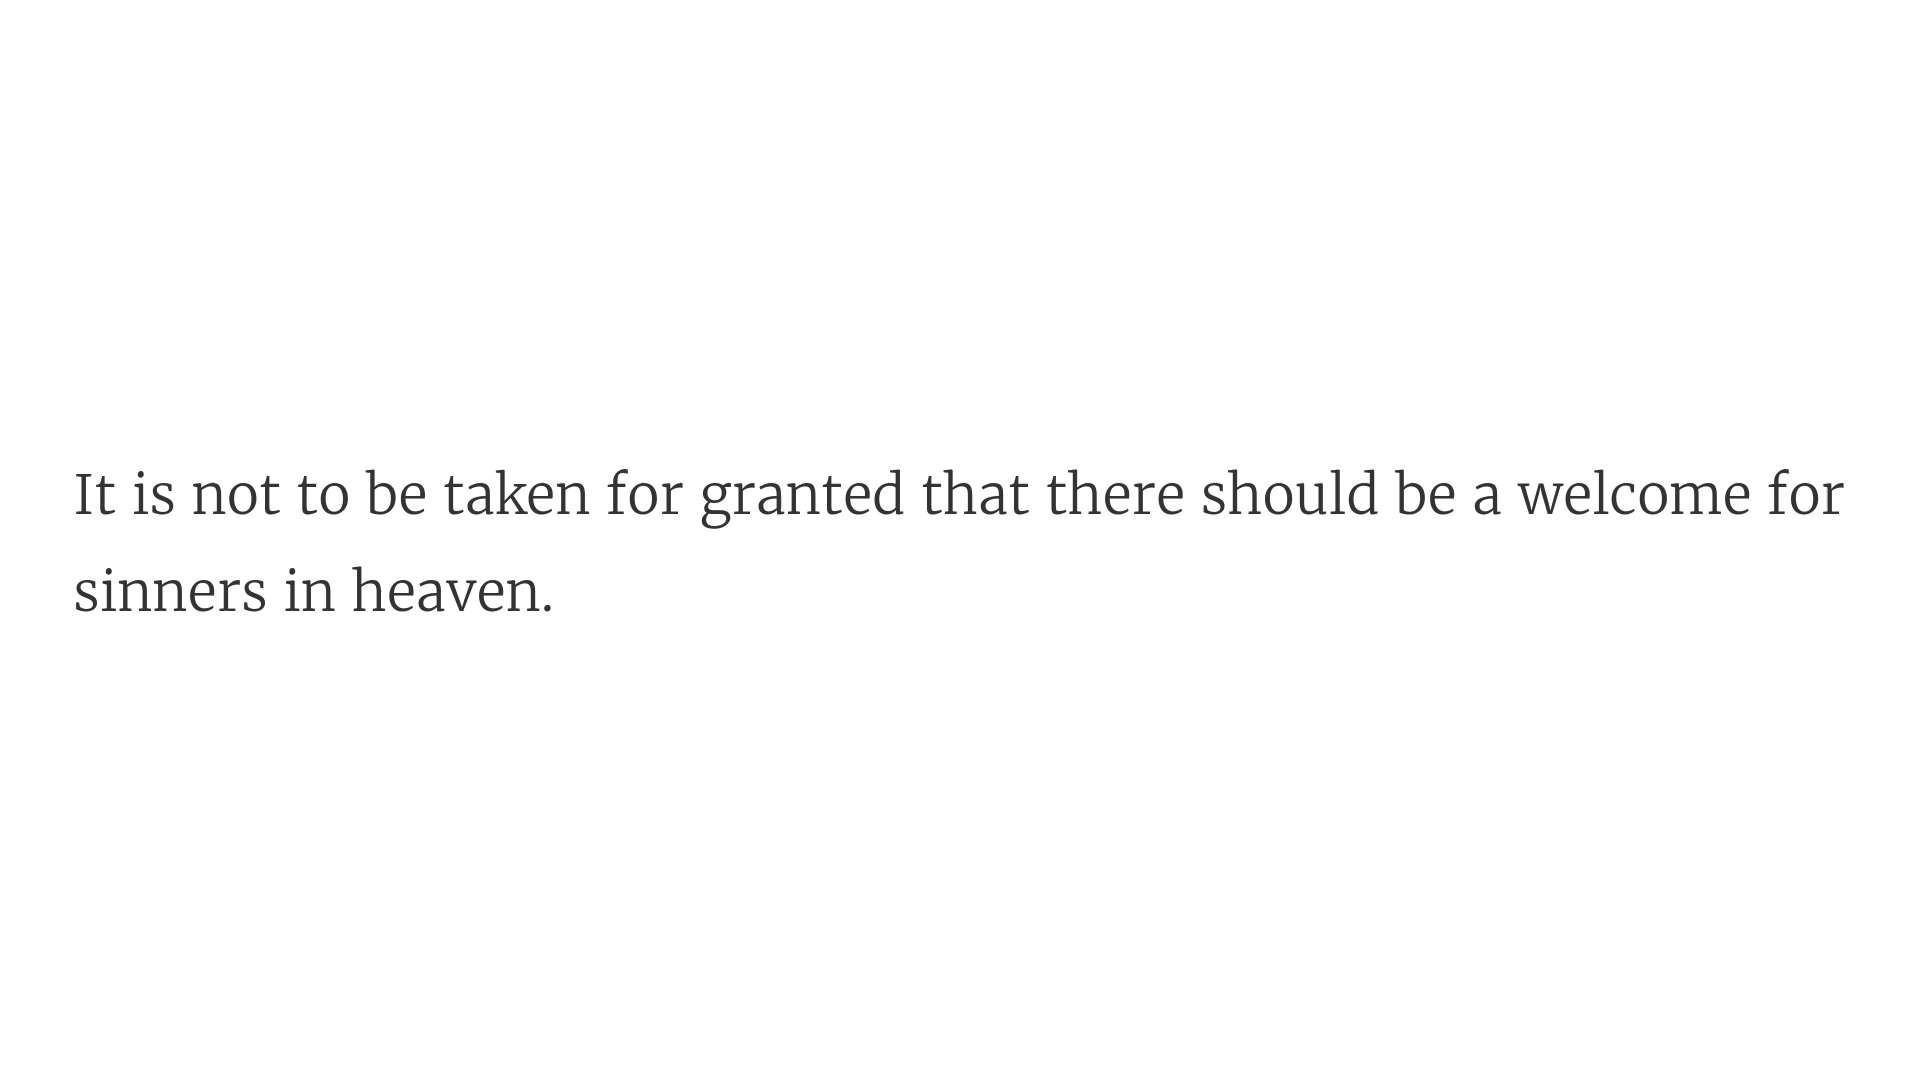 It is not to be taken for granted that there should be a welcome for
sinners in heaven.